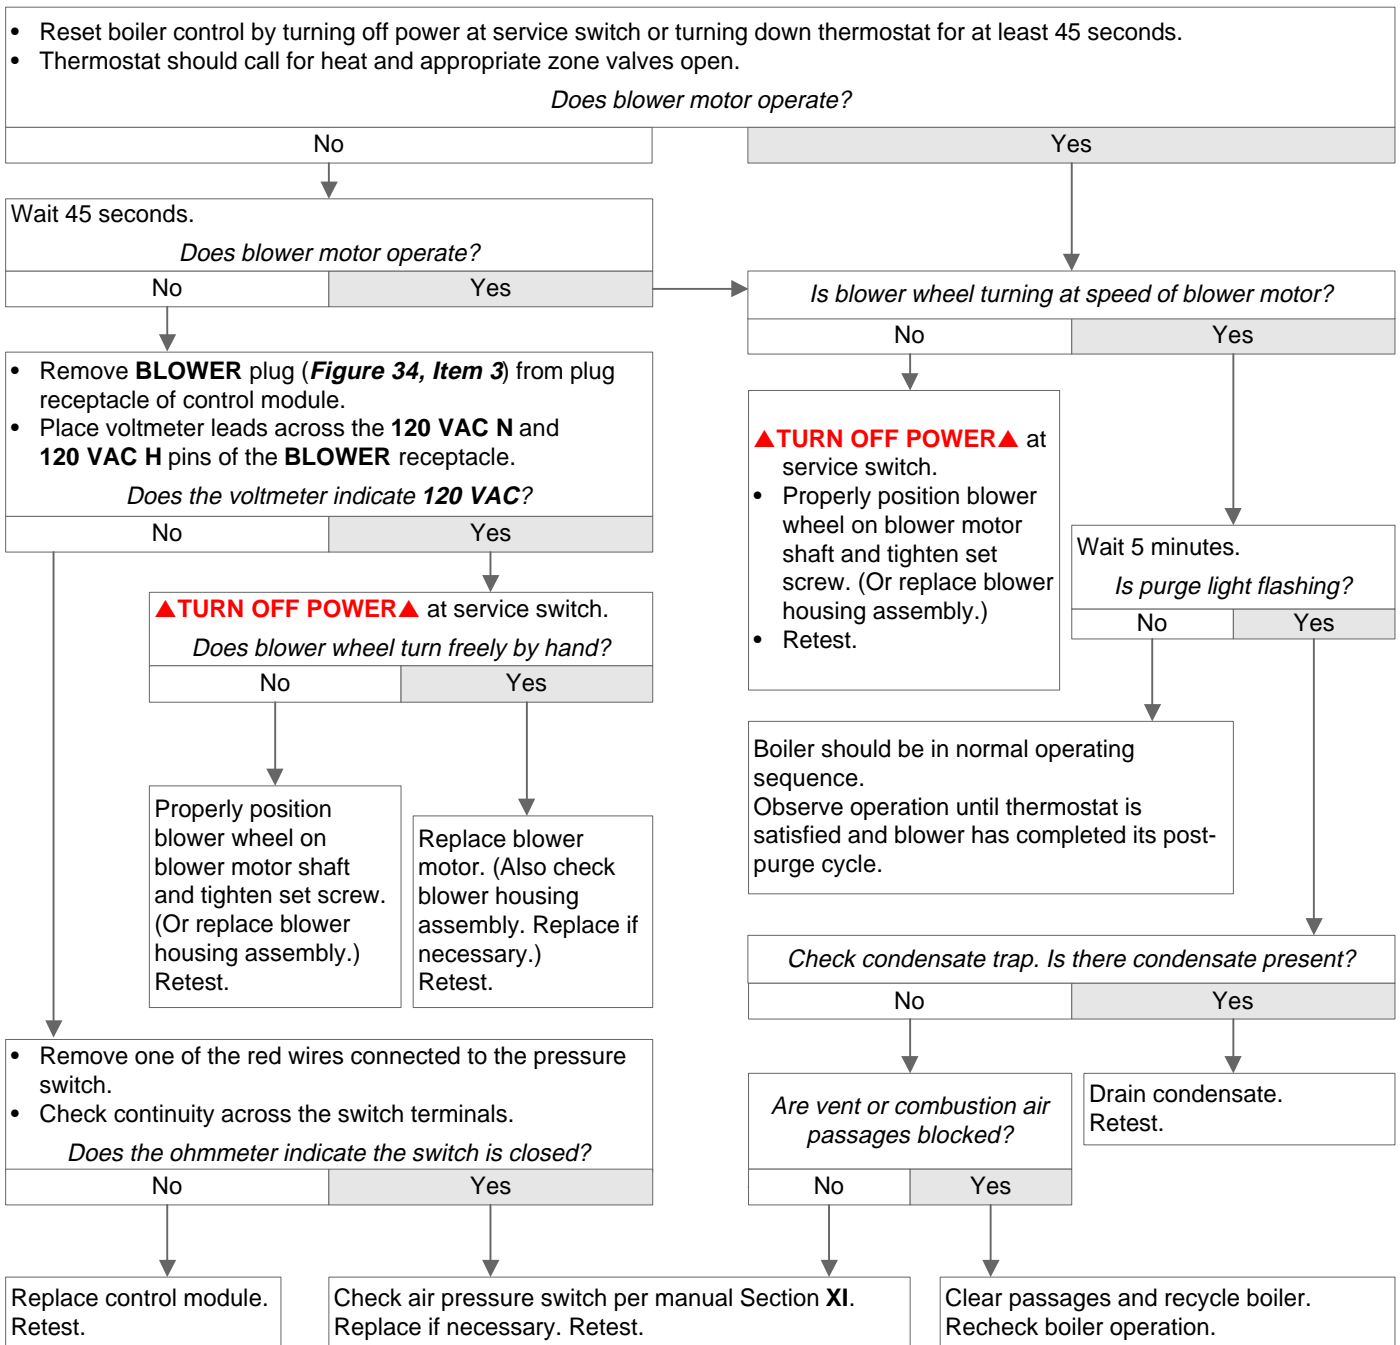 • Reset boiler control by turning off power at service switch or turning down thermostat for at least 45 seconds.
• Thermostat should call for heat and appropriate zone valves open.
Does blower motor operate?
No
Yes
Wait 45 seconds.
Does blower motor operate?
No
Yes
Is blower wheel turning at speed of blower motor?
No
Yes
• Remove BLOWER plug (Figure 34, Item 3) from plug
receptacle of control module.
• Place voltmeter leads across the 120 VAC N and
120 VAC H pins of the BLOWER receptacle.
Does the voltmeter indicate 120 VAC?
No
Yes
▲TURN OFF POWER▲ at
service switch.
• Properly position blower
wheel on blower motor
shaft and tighten set
screw. (Or replace blower
housing assembly.)
• Retest.
Wait 5 minutes.
Is purge light flashing?
No
Yes
▲TURN OFF POWER▲ at service switch.
Does blower wheel turn freely by hand?
No
Yes
Properly position
blower wheel on
blower motor shaft
and tighten set screw.
(Or replace blower
housing assembly.)
Retest.
Replace blower
motor. (Also check
blower housing
assembly. Replace if
necessary.)
Retest.
Boiler should be in normal operating
sequence.
Observe operation until thermostat is
satisfied and blower has completed its post-
purge cycle.
Check condensate trap. Is there condensate present?
No
Yes
• Remove one of the red wires connected to the pressure
switch.
• Check continuity across the switch terminals.
Does the ohmmeter indicate the switch is closed?
No
Yes
Are vent or combustion air
passages blocked?
No
Yes
Drain condensate.
Retest.
Replace control module.
Retest.
Check air pressure switch per manual Section XI.
Replace if necessary. Retest.
Clear passages and recycle boiler.
Recheck boiler operation.